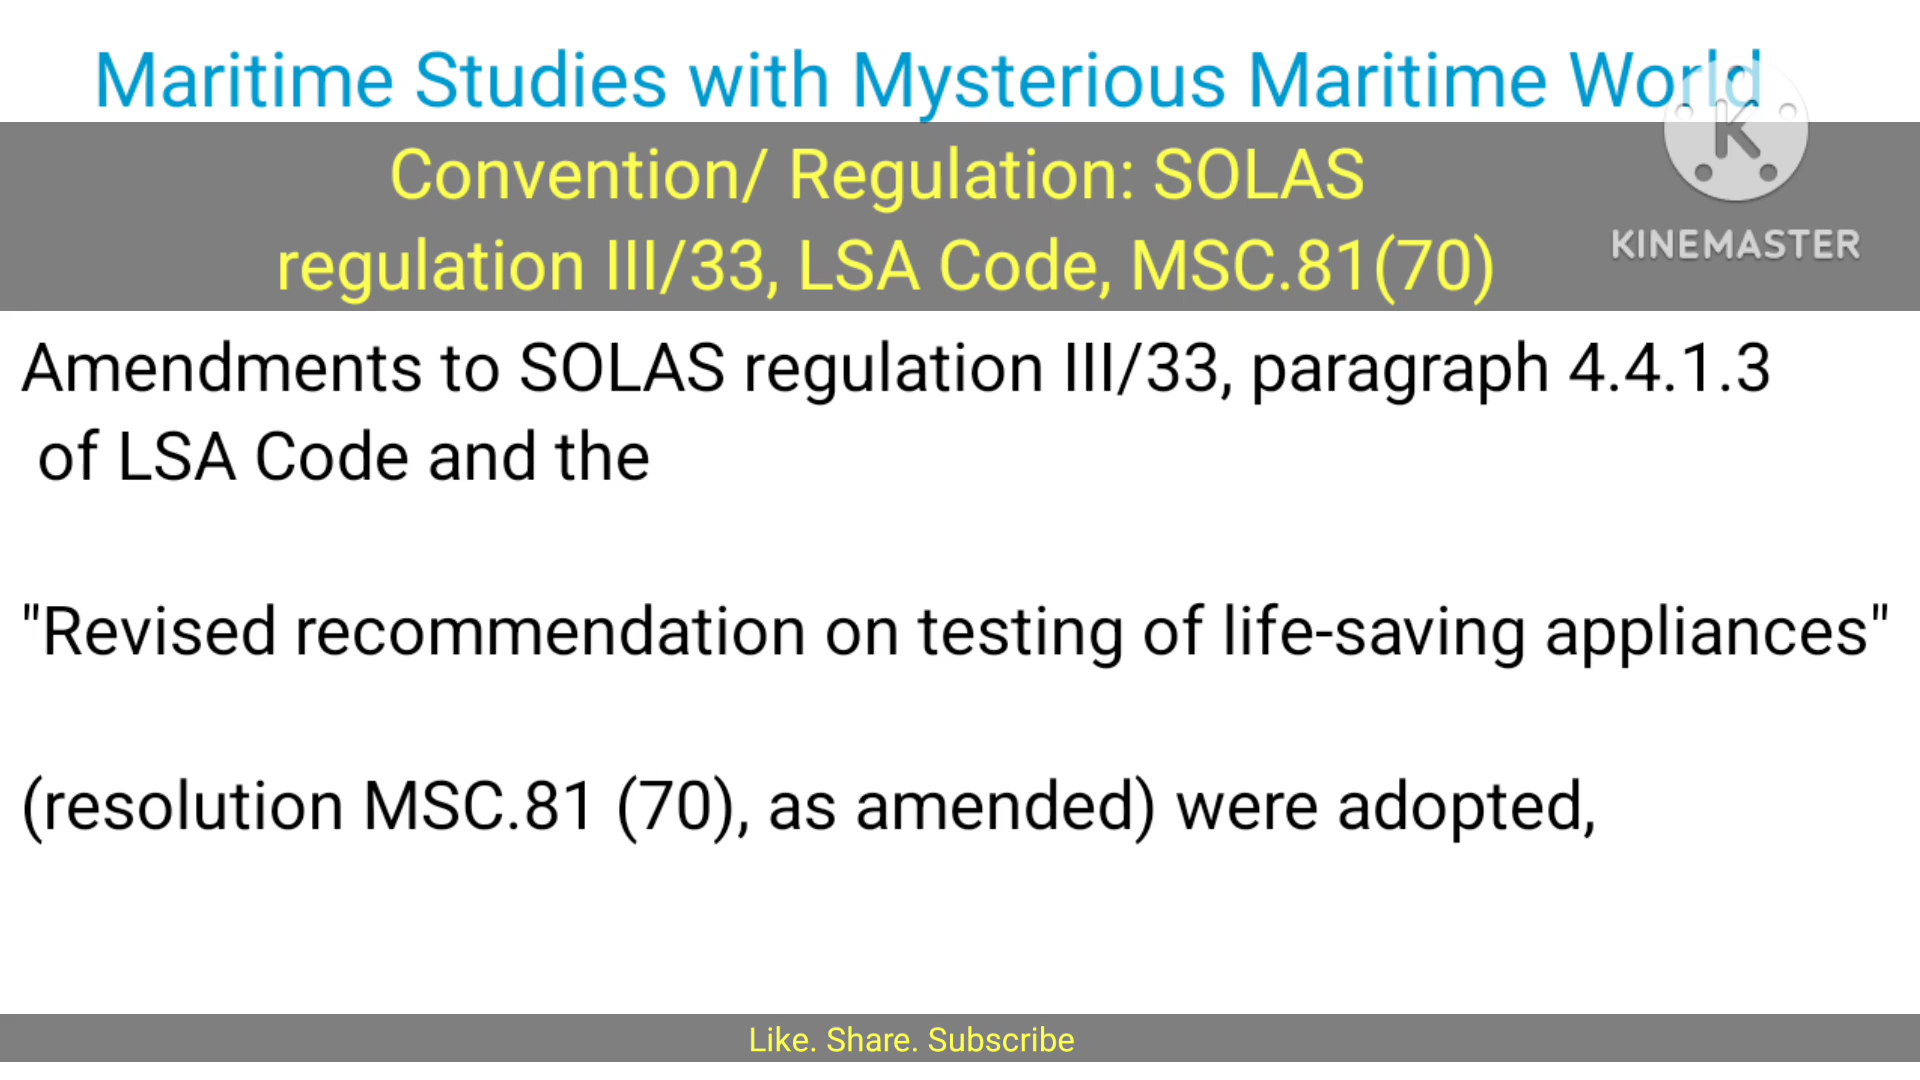 Maritime Studies with Mysterious Maritime World
Convention/ Regulation: SOLAS
regulation III/33, LSA Code, MSC.81(70)
K
KINEMASTER
Amendments to SOLAS regulation III/33, paragraph 4.4.1.3
of LSA Code and the
"Revised recommendation on testing of life-saving appliances"
(resolution MSC.81 (70), as amended) were adopted,
Like. Share. Subscribe